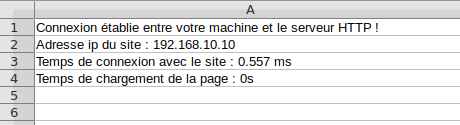 A
1 Connexion établie entre votre machine et le serveur HTTP !
2 Adresse ip du site : 192.168.10.10
3 Temps de connexion avec le site : 0.557 ms
4 Temps de chargement de la page : 0s
5
6